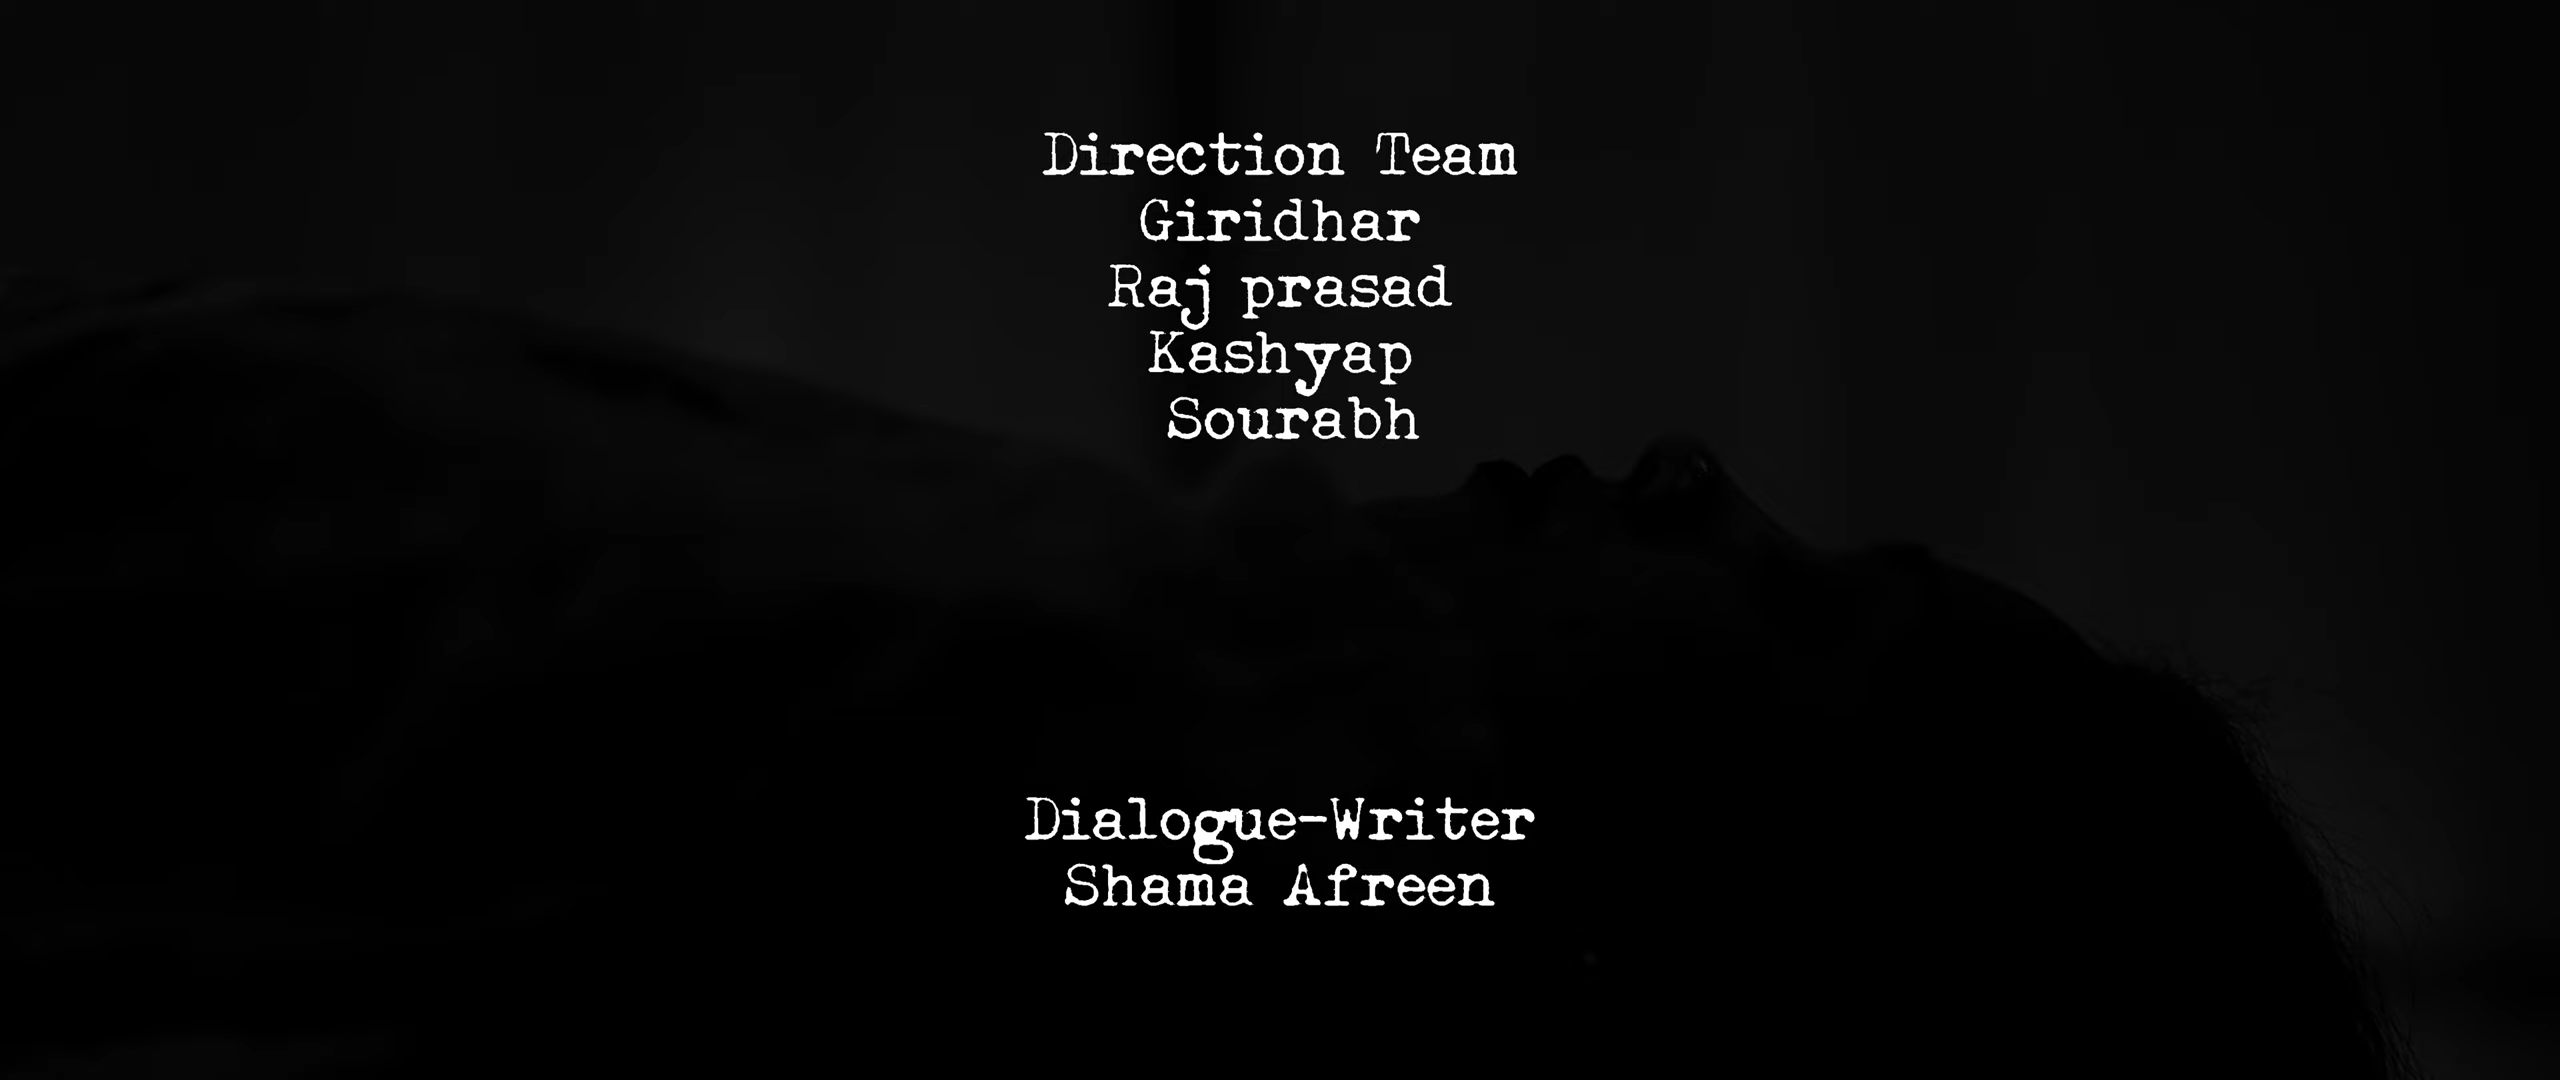 Direction Team
Giridhar
Raj prasad
Kashyap
Sourabh
Dialogue-Writer
Shama Afreen